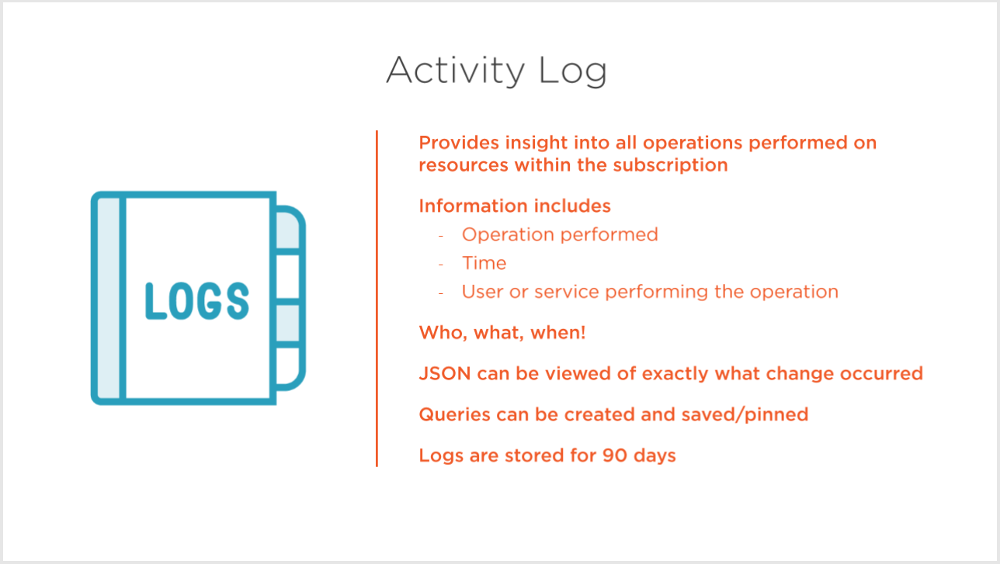 Activity Log
Provides insight into all operations performed on
resources within the subscription
Information includes
- Operation performed
- Time
- User or service performing the operation
LOGS
Who, what, when!
JSON can be viewed of exactly what change occurred
Queries can be created and saved/pinned
Logs are stored for 90 days